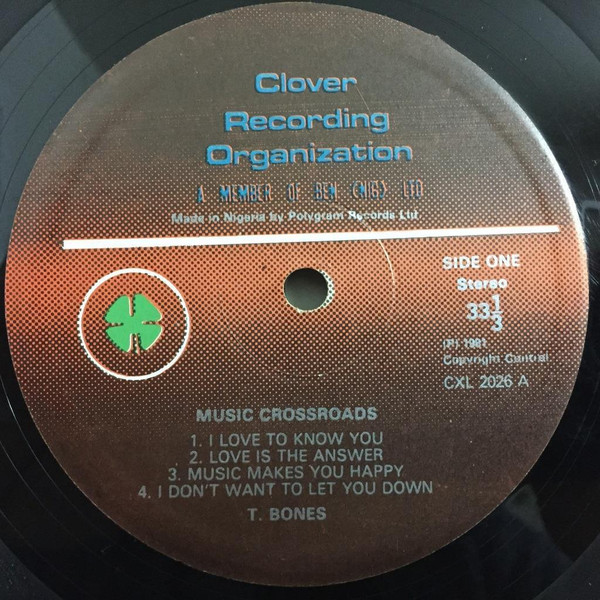 Clover
Recording
Organization
A MEMBER OF BEN (NIG) LTD
Made in Nigeria by Polygram Records Ltd.
SIDE ONE
Stereo
33 1/3
(P) 1981
Copyright Control
CXL 2026 A
MUSIC CROSSROADS
1. I LOVE TO KNOW YOU
2. LOVE IS THE ANSWER
3. MUSIC MAKES YOU HAPPY
4. I DON'T WANT TO LET YOU DOWN
T. BONES